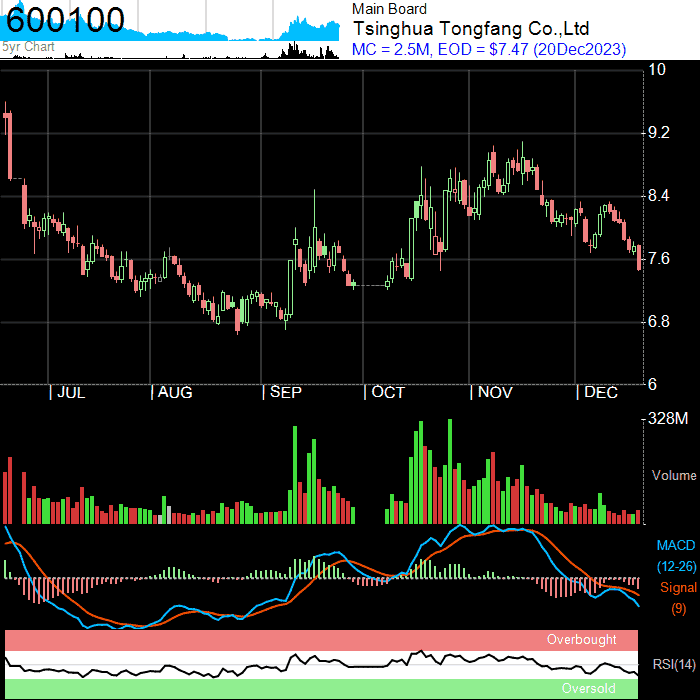 600100
5yr Chart
Main Board
Tsinghua Tongfang Co.,Ltd
MC = 2.5M, EOD = $7.47 (20Dec2023)
10
9.2
8.4
7.6
6.8
6
| JUL | AUG | SEP | OCT | NOV | DEC
328M
Volume
MACD
(12-26)
Signal
(9)
Overbought
RSI(14)
Oversold